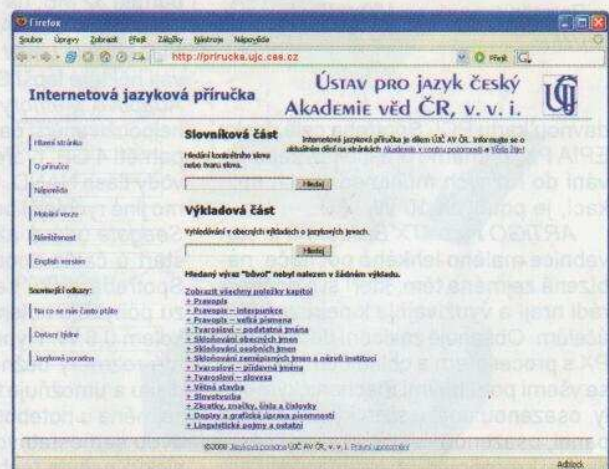 Firefox
Soubor Úpravy Zobrazit Přejít Záložky Nástroje Nápověda
http://prirucka.ujc.cas.cz
Přejít
Internetová jazyková příručka
Ústav pro jazyk český
Akademie věd ČR, v. v. i.
Hlavní stránka
O příručce
Nápověda
Mobilní verze
Návštěvnost
English version
Související odkazy:
Na co se nás často ptáte
Dotazy týdne
Jazyková poradna
Slovníková část
Hledání konkrétního slova
nebo tvaru slova.
Hledej
Internetová jazyková příručka je dílem ÚJČ AV ČR. Informujte se o
aktuálním dění na stránkách
Výkladová část
Vyhledávání v obecných výkladech o jazykových jevech.
Hledej
Hledaný výraz "bůvol" nebyl nalezen v žádném výkladu.
Zobrazit všechny položky kapitol
+ Pravopis
+ Pravopis – interpunkce
+ Pravopis – velká písmena
+ Tvarosloví – podstatná jména
+ Skloňování obecných jmen
+ Skloňování osobních jmen
+ Skloňování zeměpisných jmen a názvů institucí
+ Tvarosloví – přídavná jména
+ Tvarosloví – slovesa
+ Větná stavba
+ Slovotvorba
+ Zkratky, značky, čísla a číslovky
+ Dopisy a grafická úprava písemností
+ Lingvistické pojmy a ostatní
©2008 Jazyková poradna ÚJČ AV ČR, v. v. i. Právní upozornění
Adblock